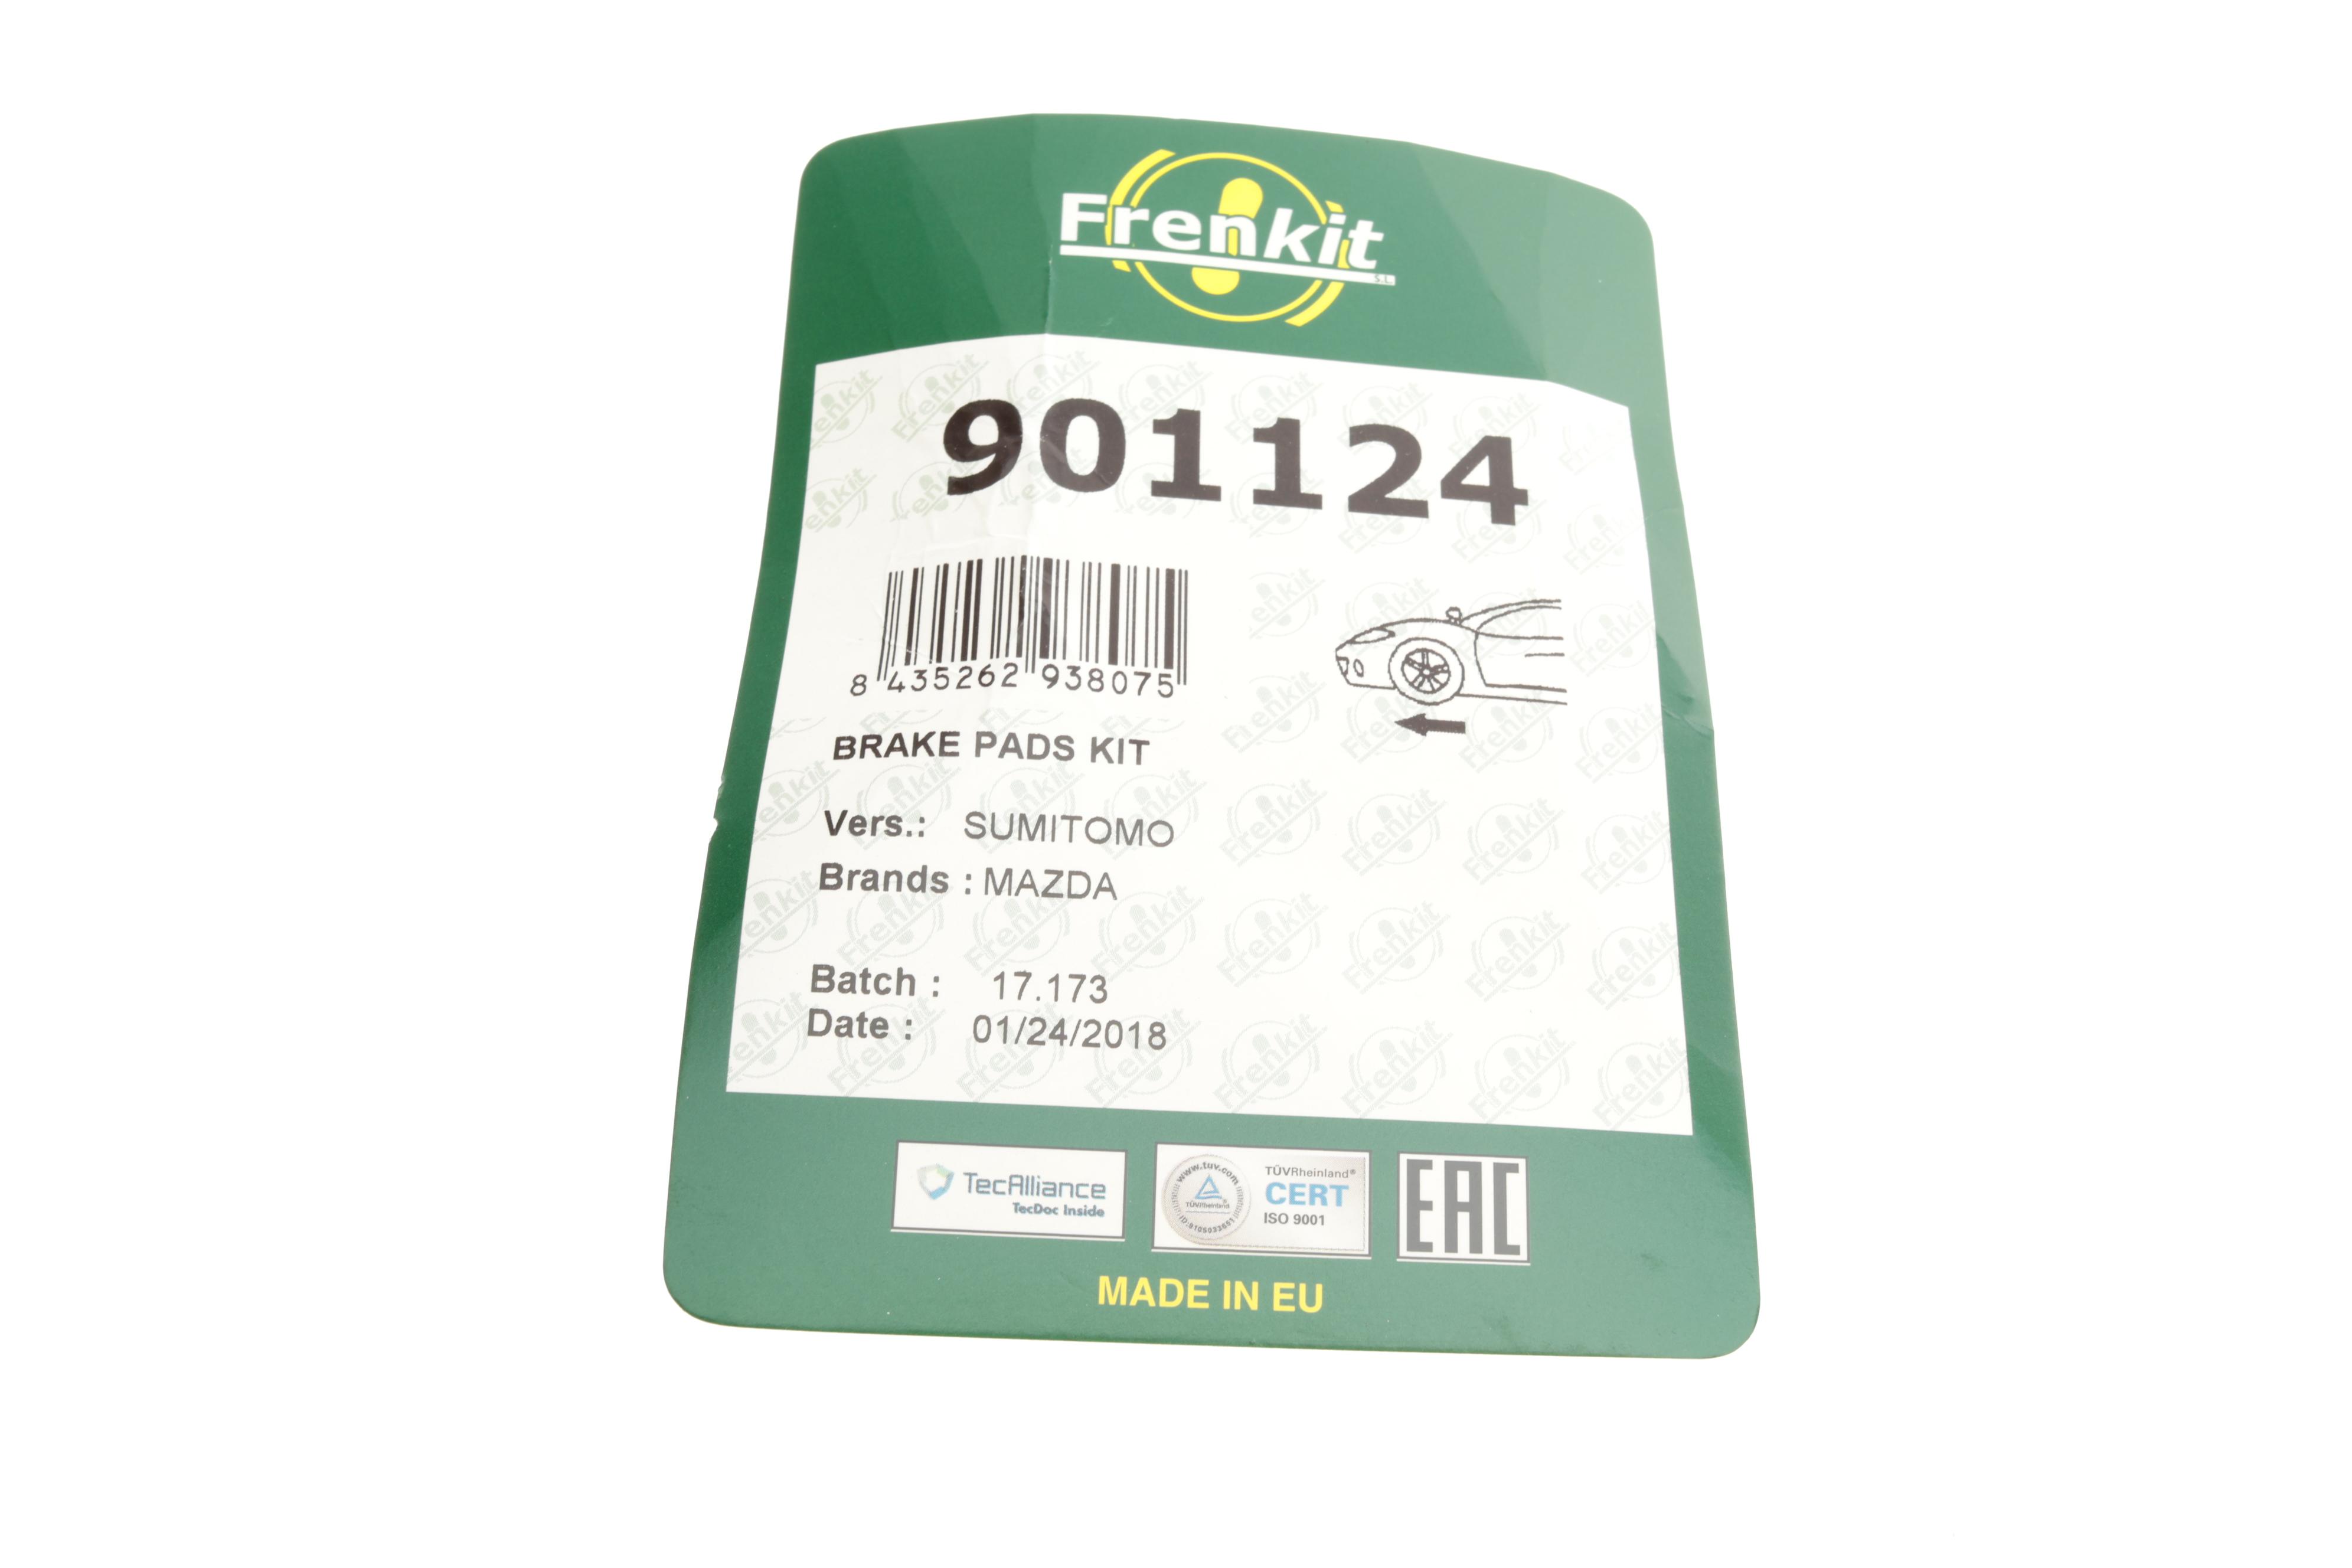 Frenkit
S.L.
901124
8 435262 938075
BRAKE PADS KIT
Vers.: SUMITOMO
Brands : MAZDA
Batch : 17.173
Date : 01/24/2018
TecAlliance
TecDoc Inside
www.tuv.com
TÜVRheinland®
TÜVRheinland®
CERT
ISO 9001
EAC
MADE IN EU